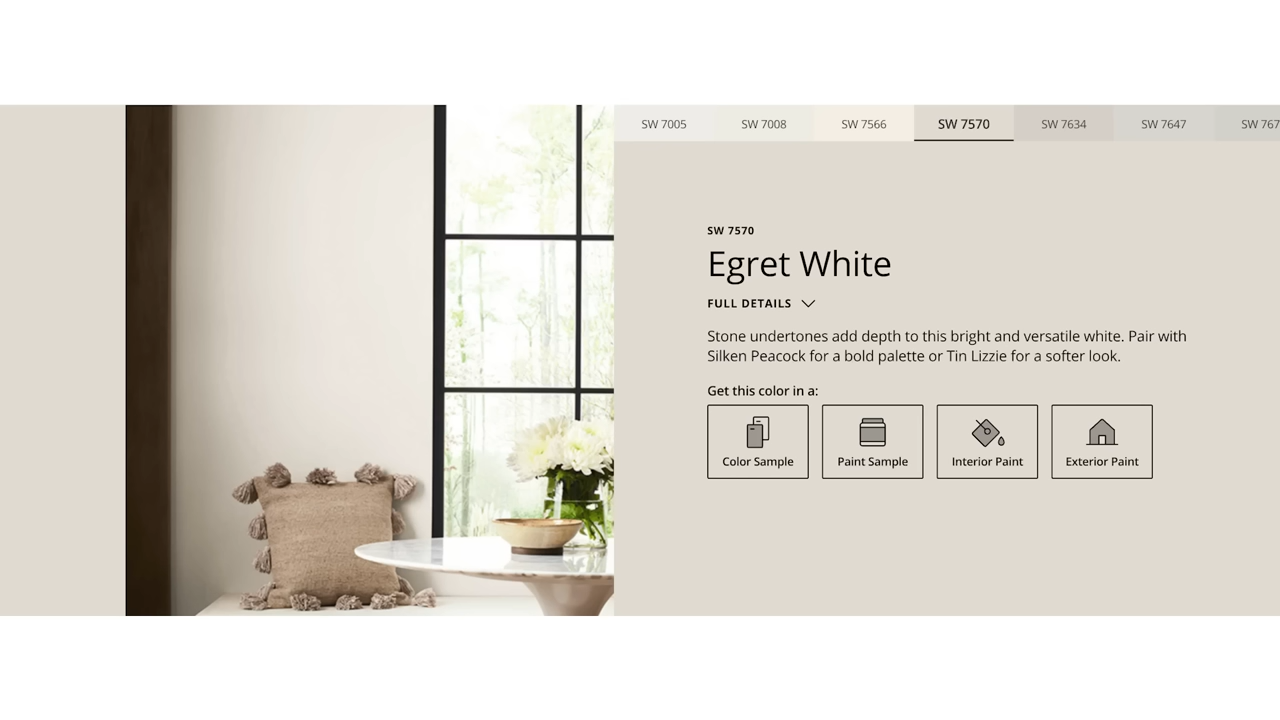 SW 7005
SW 7008
SW 7566
SW 7570
SW 7634
SW 7647
SW 767
SW 7570
Egret White
FULL DETAILS
Stone undertones add depth to this bright and versatile white. Pair with
Silken Peacock for a bold palette or Tin Lizzie for a softer look.
Get this color in a:
Color Sample
Paint Sample
Interior Paint
Exterior Paint